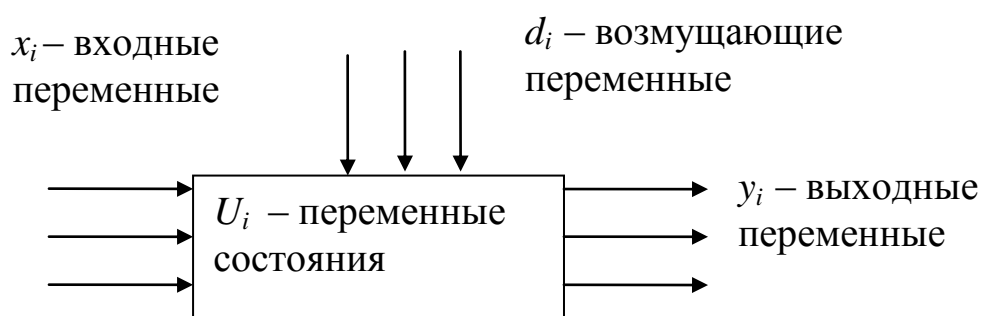 xᵢ – входные
переменные
dᵢ – возмущающие
переменные
Uᵢ – переменные
состояния
yᵢ – выходные
переменные